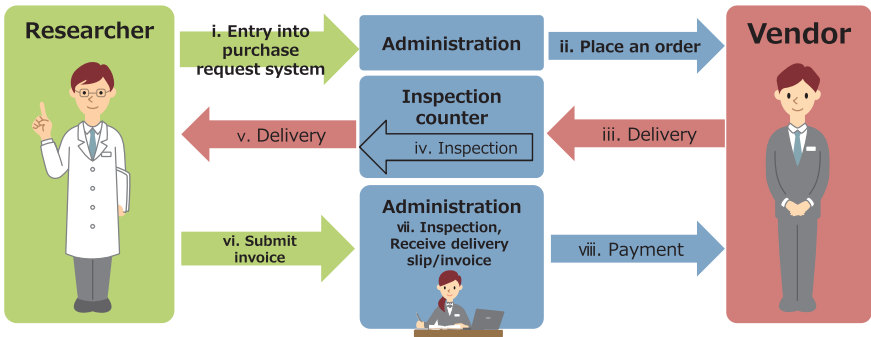 Researcher
i. Entry into
purchase
request system
Administration
ii. Place an order
Vendor
Inspection
counter
v. Delivery
iv. Inspection
iii. Delivery
Administration
vii. Inspection,
Receive delivery
slip/invoice
vi. Submit
invoice
viii. Payment